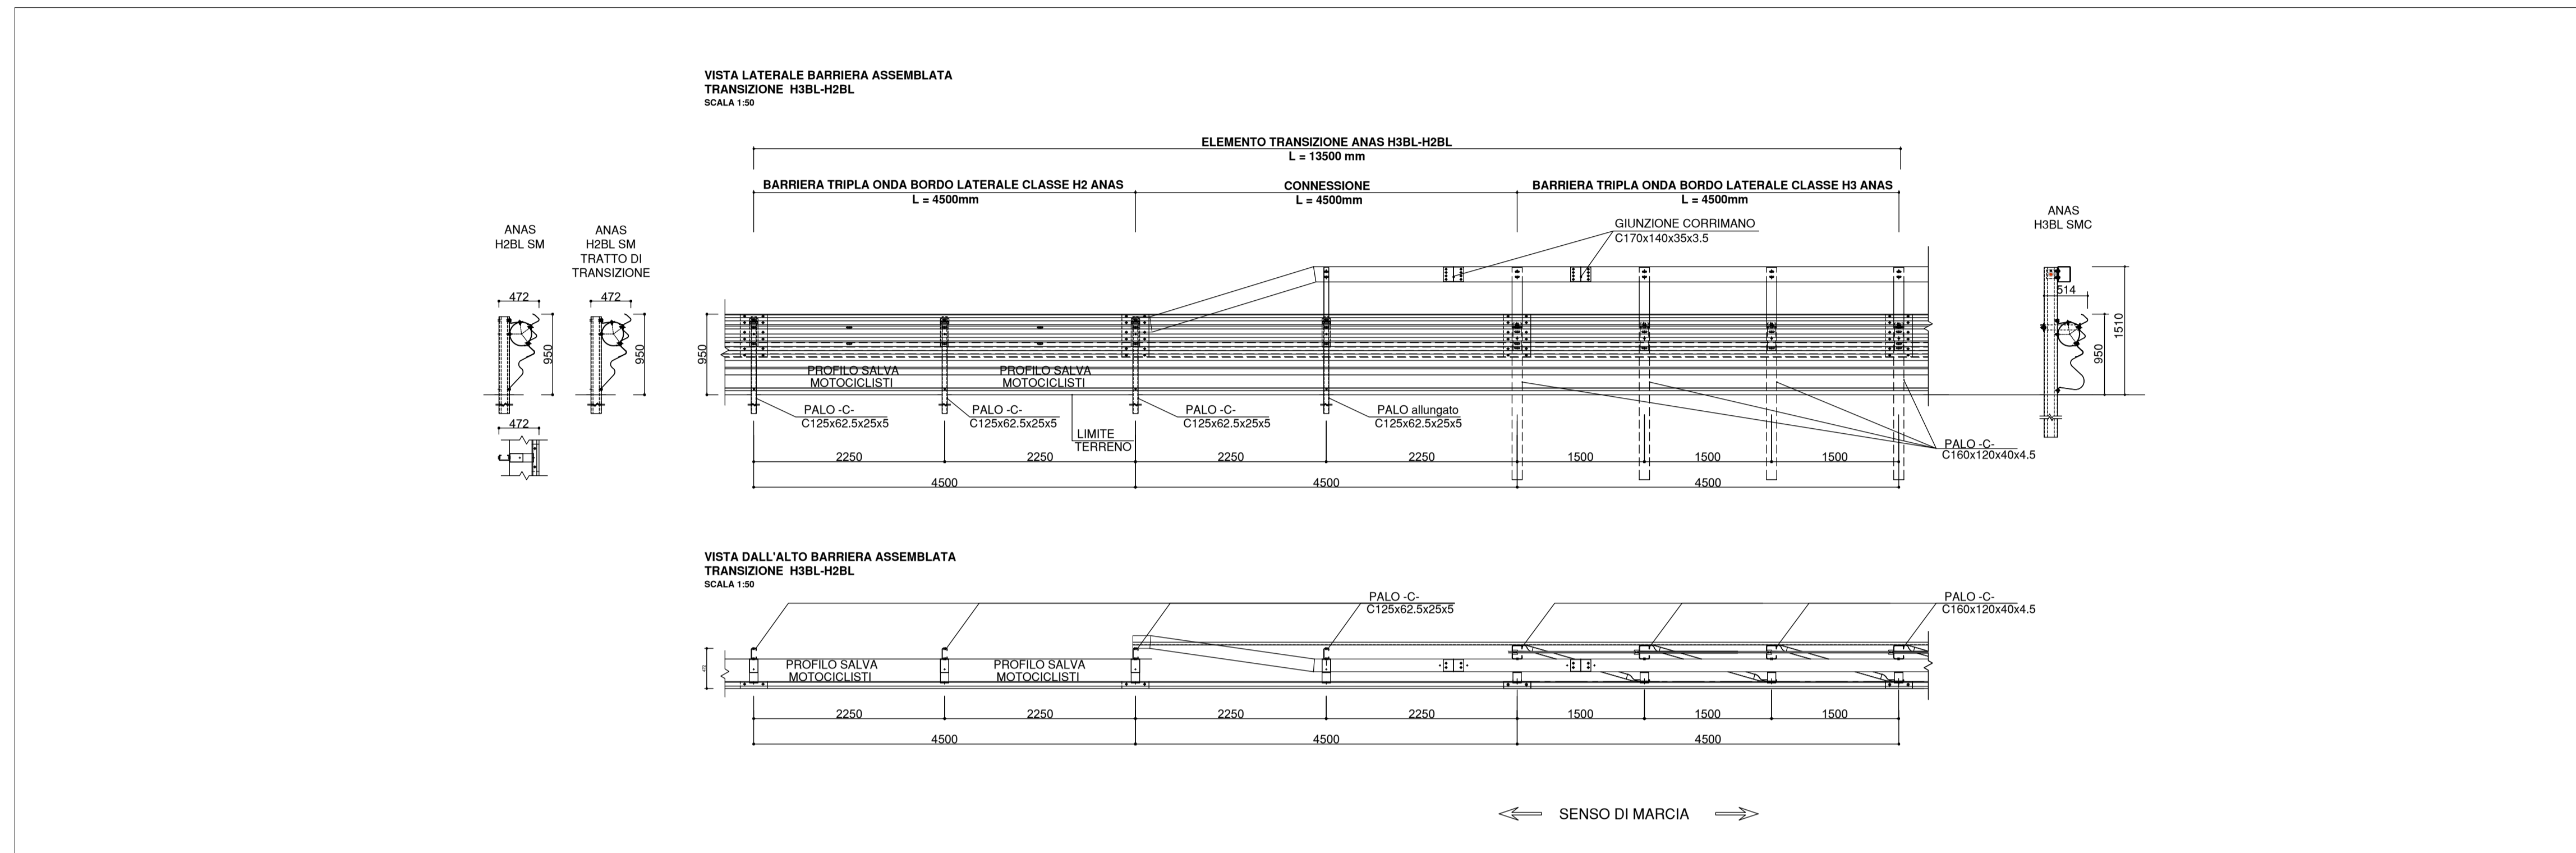 VISTA LATERALE BARRIERA ASSEMBLATA
TRANSIZIONE H3BL-H2BL
SCALA 1:50
ELEMENTO TRANSIZIONE ANAS H3BL-H2BL
L = 13500 mm
BARRIERA TRIPLA ONDA BORDO LATERALE CLASSE H2 ANAS
L = 4500mm
CONNESSIONE
L = 4500mm
BARRIERA TRIPLA ONDA BORDO LATERALE CLASSE H3 ANAS
L = 4500mm
ANAS
H2BL SM
ANAS
H2BL SM
TRATTO DI
TRANSIZIONE
GIUNZIONE CORRIMANO
C170x140x35x3.5
ANAS
H3BL SMC
472
472
950
950
950
514
1510
950
472
PROFILO SALVA
MOTOCICLISTI
PROFILO SALVA
MOTOCICLISTI
PALO -C-
C125x62.5x25x5
PALO -C-
C125x62.5x25x5
PALO -C-
C125x62.5x25x5
PALO allungato
C125x62.5x25x5
LIMITE
TERRENO
PALO -C-
C160x120x40x4.5
2250
2250
2250
2250
1500
1500
1500
4500
4500
4500
VISTA DALL'ALTO BARRIERA ASSEMBLATA
TRANSIZIONE H3BL-H2BL
SCALA 1:50
PALO -C-
C125x62.5x25x5
PALO -C-
C160x120x40x4.5
472
PROFILO SALVA
MOTOCICLISTI
PROFILO SALVA
MOTOCICLISTI
2250
2250
2250
2250
1500
1500
1500
4500
4500
4500
SENSO DI MARCIA